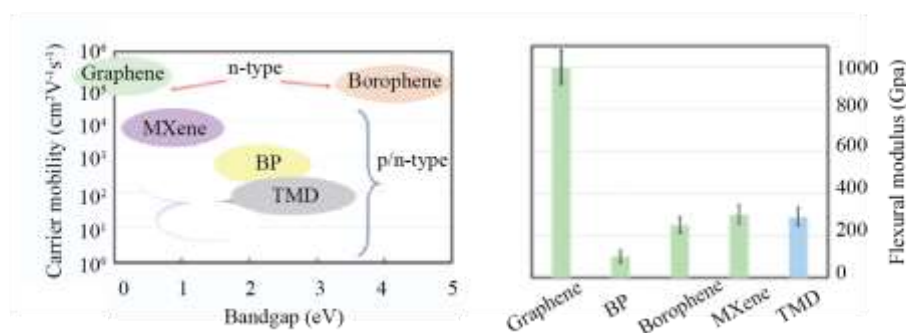 Carrier mobility (cm²V⁻¹s⁻¹)
10⁶
10⁵
10⁴
10³
10²
10¹
10⁰
Graphene
n-type
Borophene
MXene
BP
TMD
p/n-type
0 1 2 3 4 5
Bandgap (eV)
1000
800
600
400
200
0
Flexural modulus (Gpa)
Graphene
BP
Borophene
MXene
TMD